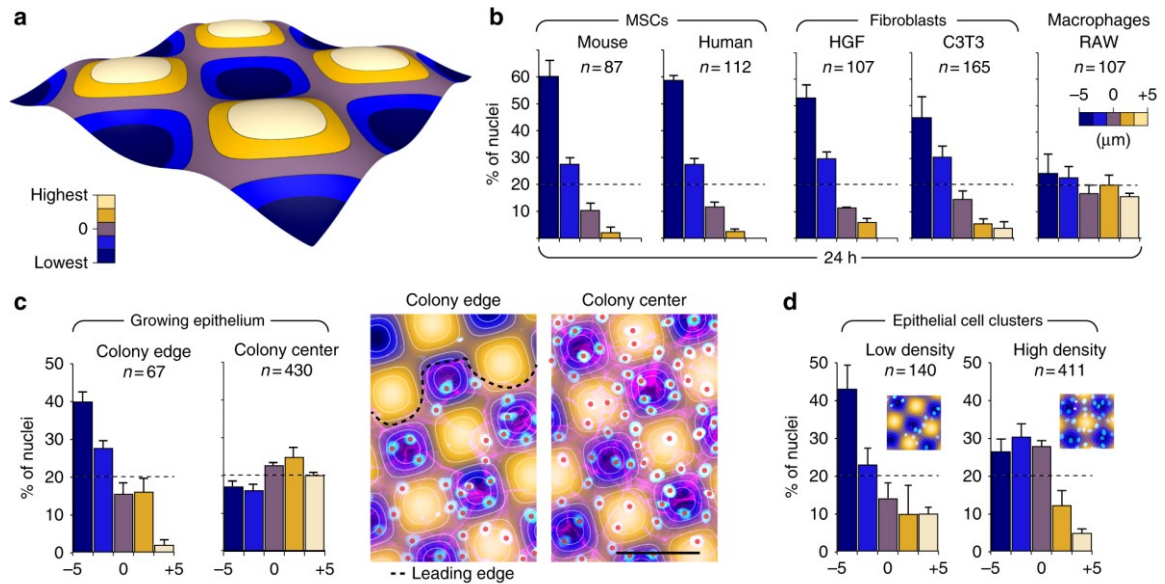 a
Highest
0
Lowest
b
MSCs
Fibroblasts
Macrophages
Mouse
n = 87
Human
n = 112
HGF
n = 107
C3T3
n = 165
RAW
n = 107
−5 0 +5
(μm)
% of nuclei
60
50
40
30
20
10
24 h
c
Growing epithelium
Colony edge
n = 67
Colony center
n = 430
% of nuclei
50
40
30
20
10
0
−5 0 +5
−5 0 +5
Colony edge
Colony center
Leading edge
d
Epithelial cell clusters
Low density
n = 140
High density
n = 411
% of nuclei
50
40
30
20
10
0
−5 0 +5
−5 0 +5